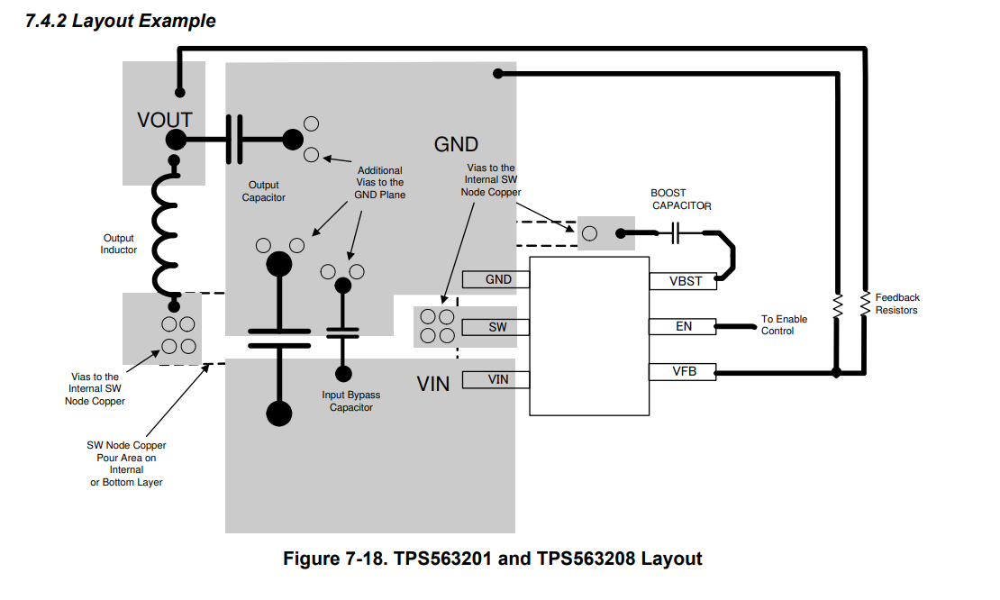 7.4.2 Layout Example
VOUT
GND
Output
Capacitor
Additional
Vias to the
GND Plane
Vias to the
Internal SW
Node Copper
BOOST
CAPACITOR
Output
Inductor
GND
VBST
SW
EN
To Enable
Control
Feedback
Resistors
VIN
VIN
VFB
Vias to the
Internal SW
Node Copper
Input Bypass
Capacitor
SW Node Copper
Pour Area on
Internal
or Bottom Layer
Figure 7-18. TPS563201 and TPS563208 Layout